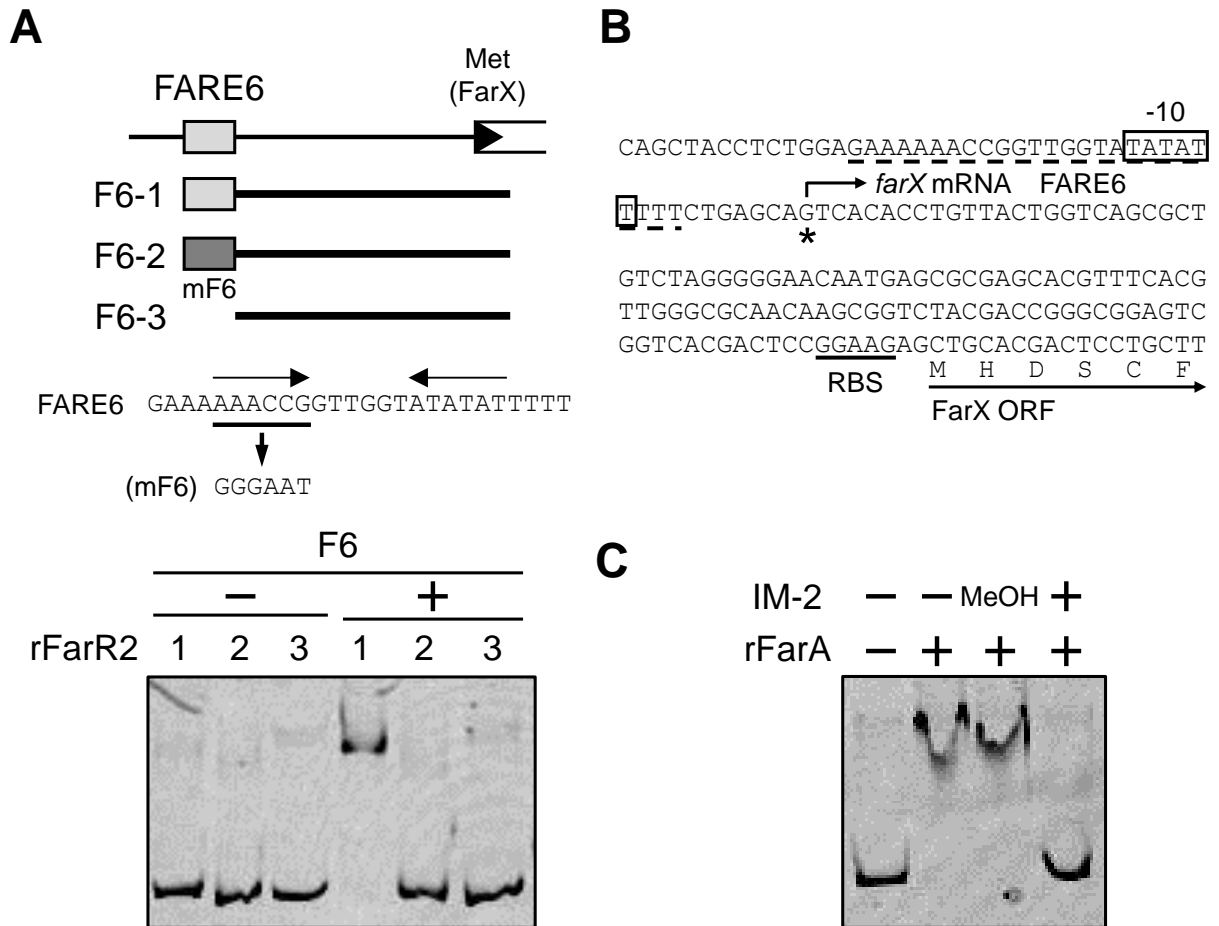 A
Met
(FarX)
FARE6
F6-1
F6-2
mF6
F6-3
FARE6 GAAAAAACCGGTTGGTATATATTTTT
(mF6) GGGAAT
F6
− +
rFarR2 1 2 3 1 2 3
B
-10
CAGCTACCTCTGGAGAAAAAACCGGTTGGTATATAT
farX mRNA FARE6
TTTTCTGAGCAGTCACACCTGTTACTGGTCAGCGCT
*
GTCTAGGGGGAACAATGAGCGCGAGCACGTTTCACG
TTGGGCGCAACAAGCGGTCTACGACCGGGCGGAGTC
GGTCACGACTCCGGAAGAGCTGCACGACTCCTGCTT
RBS M H D S C F
FarX ORF
C
IM-2 − − MeOH +
rFarA − + + +